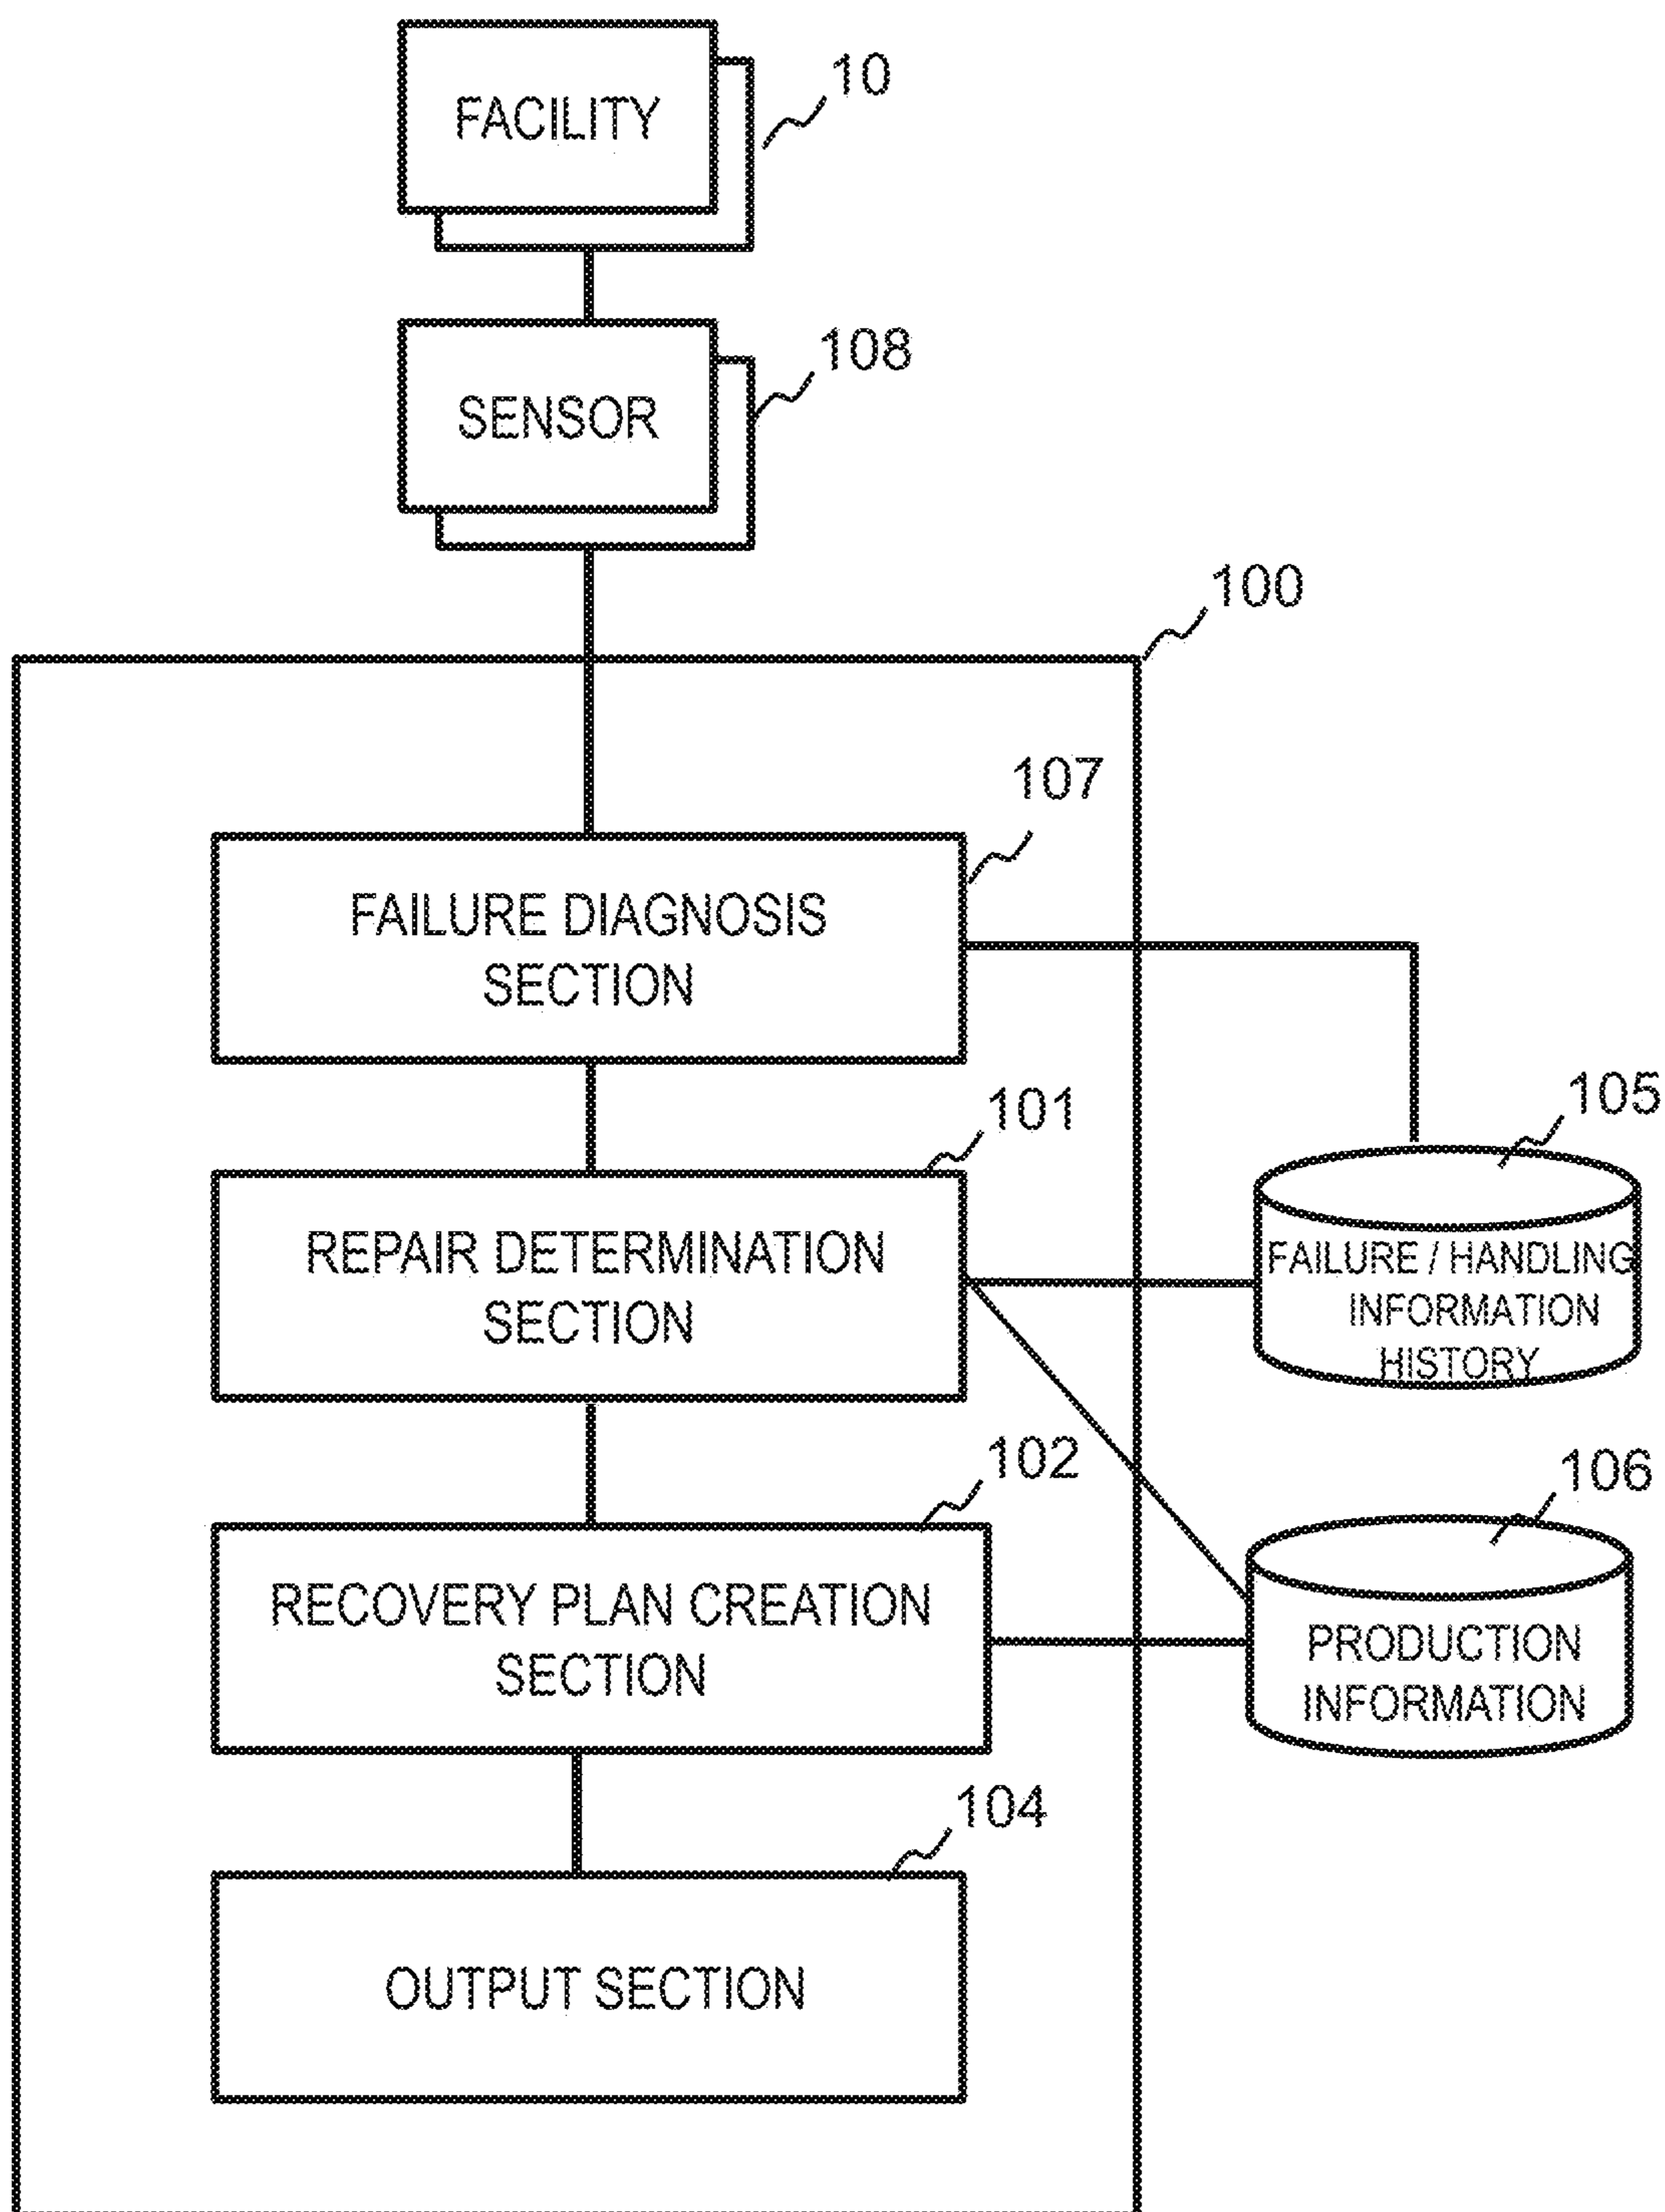 10
FACILITY
108
SENSOR
100
107
FAILURE DIAGNOSIS
SECTION
101
105
REPAIR DETERMINATION
SECTION
FAILURE / HANDLING
INFORMATION
HISTORY
102
106
RECOVERY PLAN CREATION
SECTION
PRODUCTION
INFORMATION
104
OUTPUT SECTION